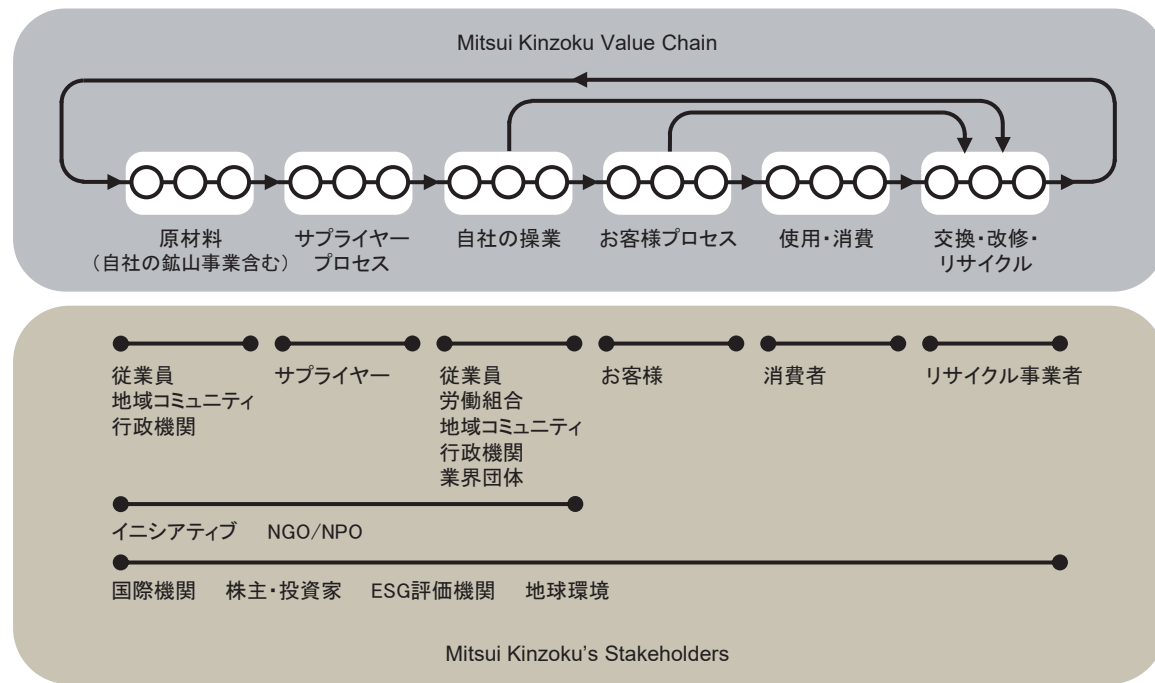 Mitsui Kinzoku Value Chain
原材料
（自社の鉱山事業含む）
サプライヤー
プロセス
自社の操業
お客様プロセス
使用・消費
交換・改修・
リサイクル
従業員
地域コミュニティ
行政機関
サプライヤー
従業員
労働組合
地域コミュニティ
行政機関
業界団体
お客様
消費者
リサイクル事業者
イニシアティブ NGO/NPO
国際機関 株主・投資家 ESG評価機関 地球環境
Mitsui Kinzoku’s Stakeholders